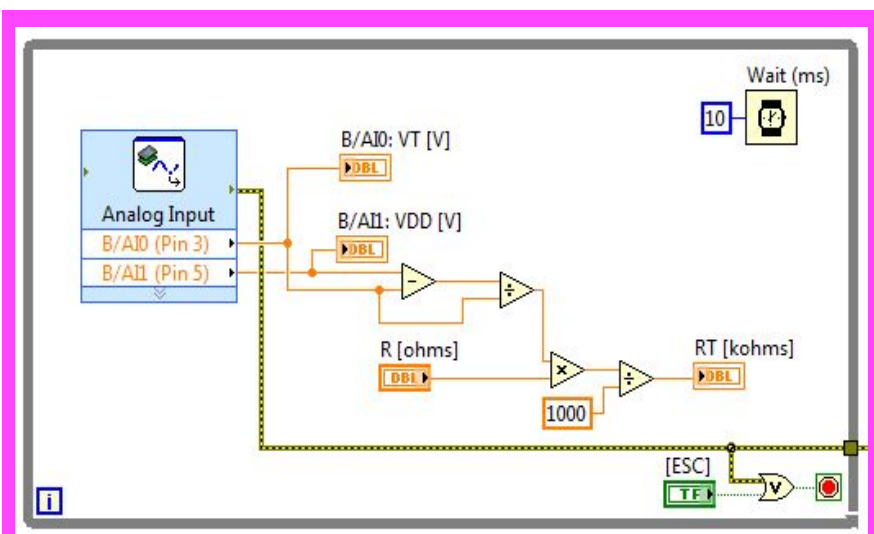 Wait (ms)
10
B/AI0: VT [V]
DBL
Analog Input
B/AI0 (Pin 3)
B/AI1 (Pin 5)
B/AI1: VDD [V]
DBL
-
÷
R [ohms]
DBL
x
÷
1000
RT [kohms]
DBL
[ESC]
TF
V
i